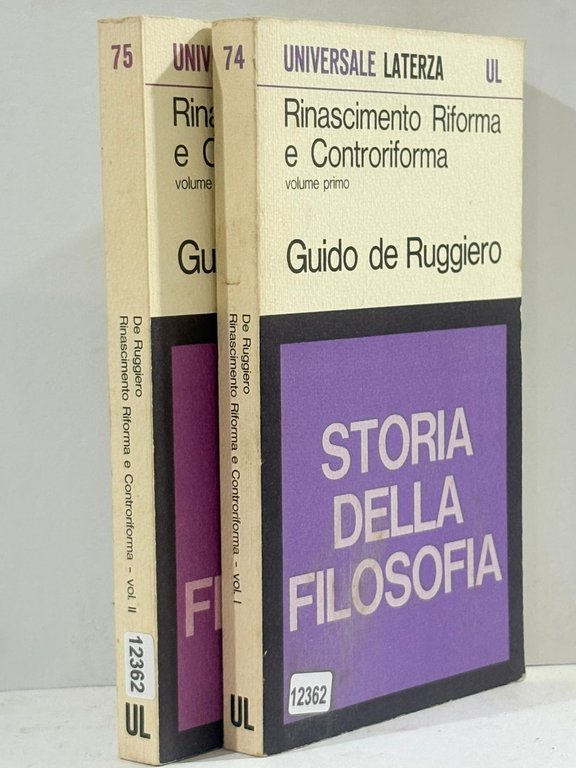 75
UNIV
Rina
e C
volume
Gu
FI
De Ruggiero
Rinascimento Riforma e Controriforma - vol. II
12362
UL
74
De Ruggiero
Rinascimento Riforma e Controriforma - vol. I
UL
UNIVERSALE LATERZA UL
Rinascimento Riforma
e Controriforma
volume primo
Guido de Ruggiero
STORIA
DELLA
FILOSOFIA
12362